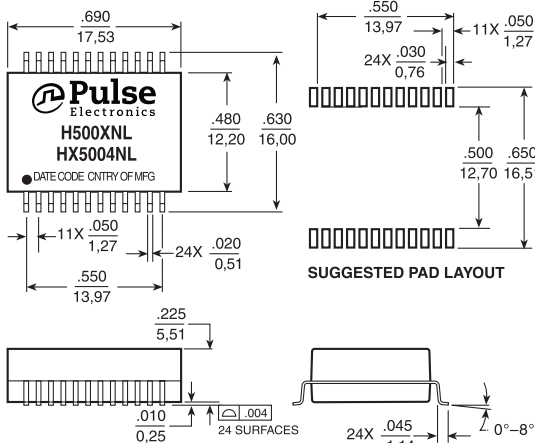 .690
17,53
Pulse
Electronics
H500XNL
HX5004NL
DATE CODE CNTRY OF MFG
.480
12,20
.630
16,00
11X .050
1,27
24X .020
0,51
.550
13,97
.550
13,97
11X .050
1,27
24X .030
0,76
.500
12,70
.650
SUGGESTED PAD LAYOUT
.225
5,51
.010
0,25
.004
24 SURFACES
24X .045
0°–8°